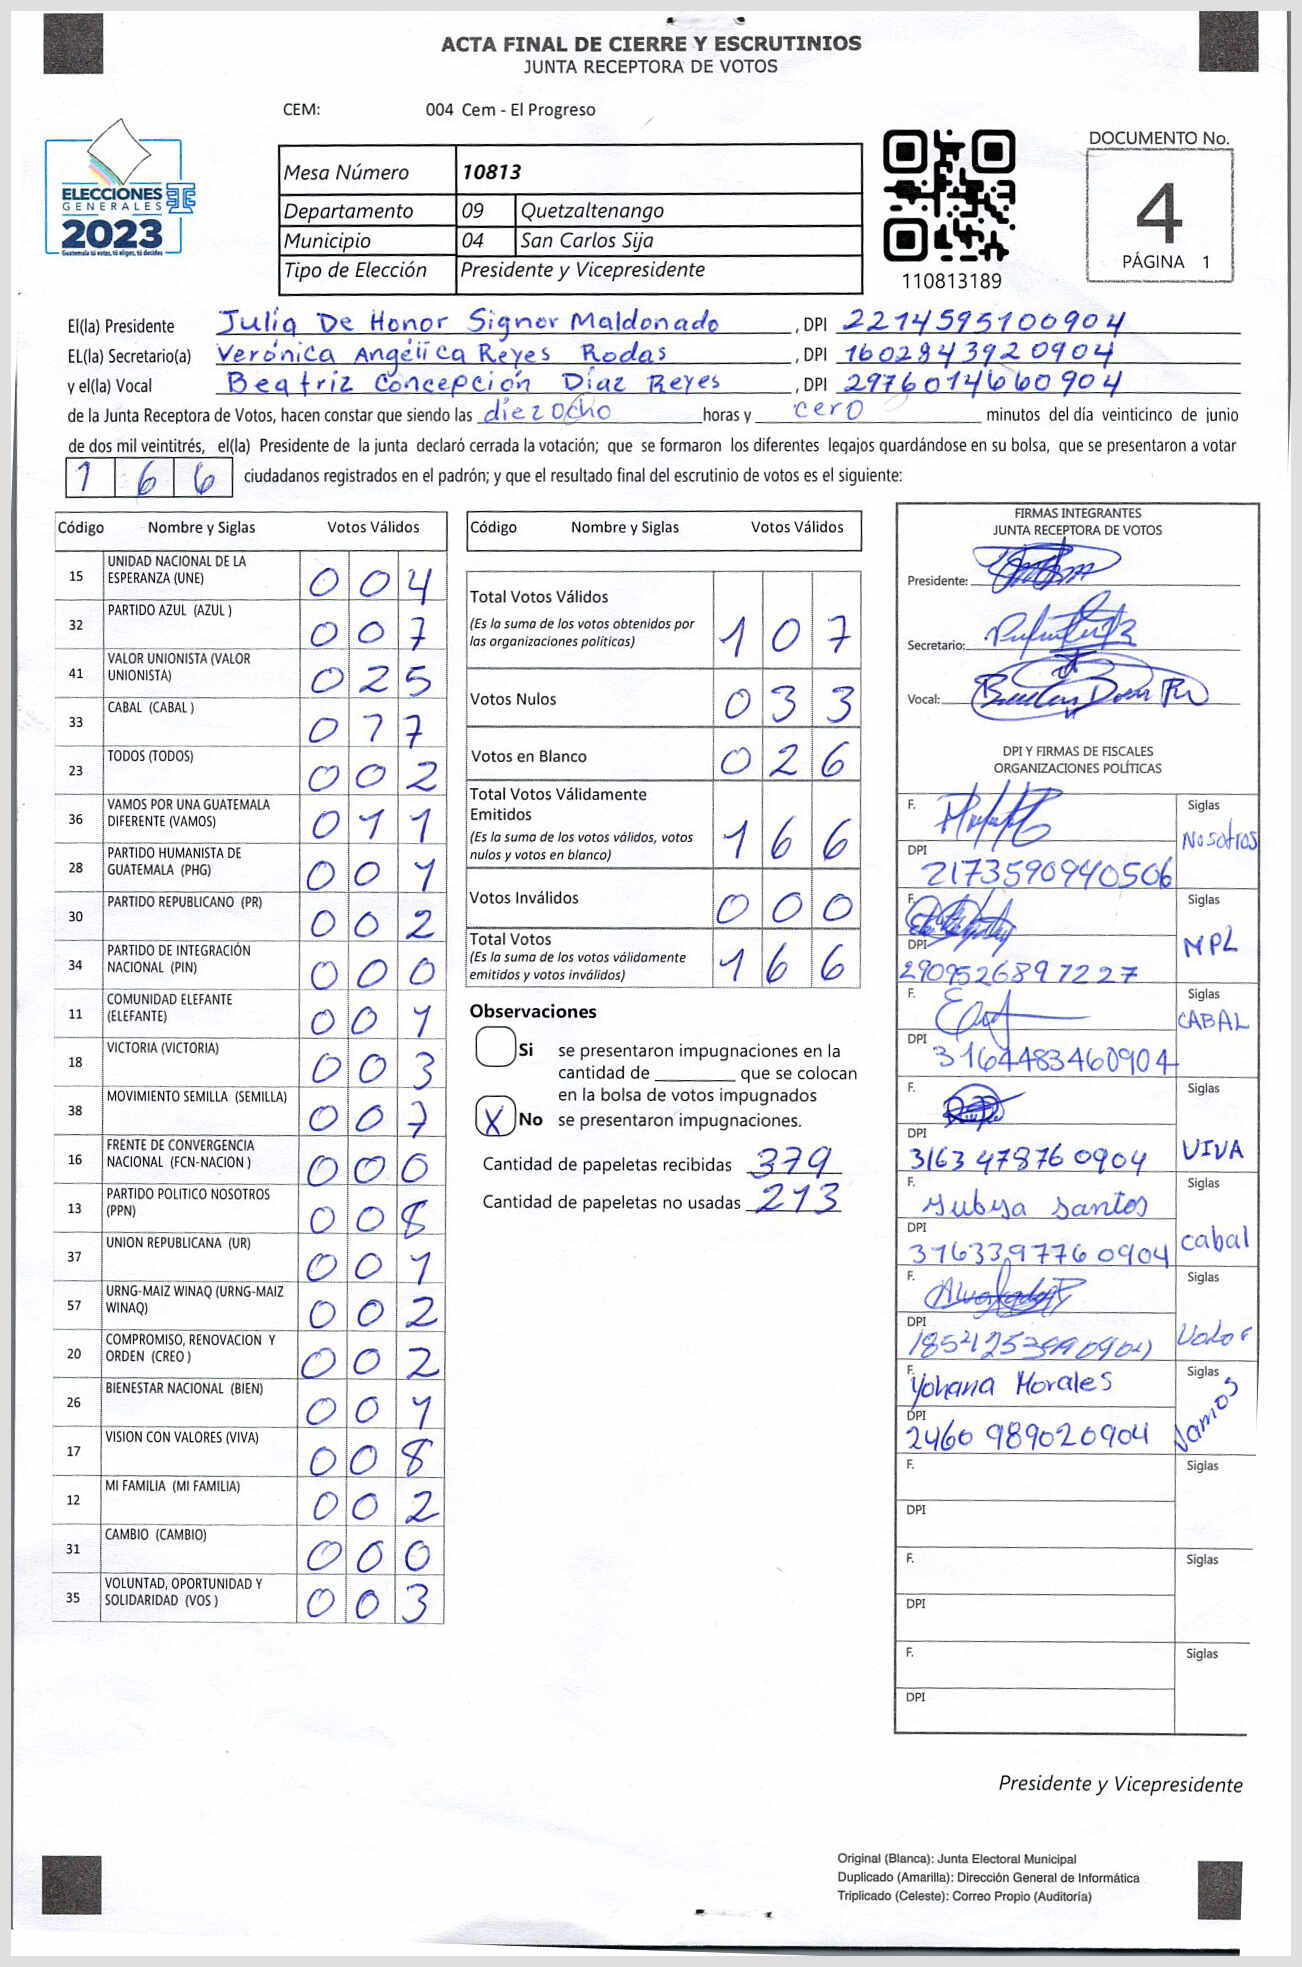 ACTA FINAL DE CIERRE Y ESCRUTINIOS
JUNTA RECEPTORA DE VOTOS
CEM: 004 Cem - El Progreso
ELECCIONES
GENERALES
2023
Guatemala tú votas, tú eliges, tú decides
Mesa Número 10813
Departamento 09 Quetzaltenango
Municipio 04 San Carlos Sija
Tipo de Elección Presidente y Vicepresidente
110813189
DOCUMENTO No.
4
PÁGINA 1
El(la) Presidente Julia De Honor Signor Maldonado, DPI 2214595100904
EL(la) Secretario(a) Verónica Angélica Reyes Rodas, DPI 1602843920904
y el(la) Vocal Beatriz Concepción Díaz Reyes, DPI 2976014660904
de la Junta Receptora de Votos, hacen constar que siendo las diezocho horas y cero minutos del día veinticinco de junio
de dos mil veintitrés, el(la) Presidente de la junta declaró cerrada la votación; que se formaron los diferentes legajos quardándose en su bolsa, que se presentaron a votar
1 6 6 ciudadanos registrados en el padrón; y que el resultado final del escrutinio de votos es el siguiente:
Código Nombre y Siglas Votos Válidos
15 UNIDAD NACIONAL DE LA ESPERANZA (UNE) 0 0 4
32 PARTIDO AZUL (AZUL ) 0 0 7
41 VALOR UNIONISTA (VALOR UNIONISTA) 0 2 5
33 CABAL (CABAL ) 0 1 7
23 TODOS (TODOS) 0 0 2
36 VAMOS POR UNA GUATEMALA DIFERENTE (VAMOS) 0 1 1
28 PARTIDO HUMANISTA DE GUATEMALA (PHG) 0 0 1
30 PARTIDO REPUBLICANO (PR) 0 0 2
34 PARTIDO DE INTEGRACIÓN NACIONAL (PIN) 0 0 0
11 COMUNIDAD ELEFANTE (ELEFANTE) 0 0 1
18 VICTORIA (VICTORIA) 0 0 3
38 MOVIMIENTO SEMILLA (SEMILLA) 0 0 7
16 FRENTE DE CONVERGENCIA NACIONAL (FCN-NACION ) 0 0 0
13 PARTIDO POLITICO NOSOTROS (PPN) 0 0 8
37 UNION REPUBLICANA (UR) 0 0 1
57 URNG-MAIZ WINAQ (URNG-MAIZ WINAQ) 0 0 2
20 COMPROMISO, RENOVACION Y ORDEN (CREO ) 0 0 2
26 BIENESTAR NACIONAL (BIEN) 0 0 1
17 VISION CON VALORES (VIVA) 0 0 8
12 MI FAMILIA (MI FAMILIA) 0 0 2
31 CAMBIO (CAMBIO) 0 0 0
35 VOLUNTAD, OPORTUNIDAD Y SOLIDARIDAD (VOS ) 0 0 3
Código Nombre y Siglas Votos Válidos
Total Votos Válidos 1 0 7
(Es la suma de los votos obtenidos por
las organizaciones políticas)
Votos Nulos 0 3 3
Votos en Blanco 0 2 6
Total Votos Válidamente
Emitidos 1 6 6
(Es la suma de los votos válidos, votos
nulos y votos en blanco)
Votos Inválidos 0 0 0
Total Votos
(Es la suma de los votos válidamente
emitidos y votos inválidos) 1 6 6
Observaciones
Si se presentaron impugnaciones en la
cantidad de ________ que se colocan
en la bolsa de votos impugnados
X No se presentaron impugnaciones.
Cantidad de papeletas recibidas 379
Cantidad de papeletas no usadas 213
FIRMAS INTEGRANTES
JUNTA RECEPTORA DE VOTOS
Presidente:
Secretario:
Vocal:
DPI Y FIRMAS DE FISCALES
ORGANIZACIONES POLÍTICAS
F. Siglas
Nosotros
DPI
2173590940506
F. Siglas
MPL
DPI
2909526897227
F. Siglas
CABAL
DPI
3164483460904
F. Siglas
DPI
3163478760904 VIVA
F. Siglas
Yubisa Santos
DPI
3163397760904 cabal
F. Siglas
DPI
Valor
F. Siglas
Yohana Morales
Vamos
DPI
2460 989020904
F. Siglas
DPI
F. Siglas
DPI
F. Siglas
DPI
Presidente y Vicepresidente
Original (Blanca): Junta Electoral Municipal
Duplicado (Amarilla): Dirección General de Informática
Triplicado (Celeste): Correo Propio (Auditoría)